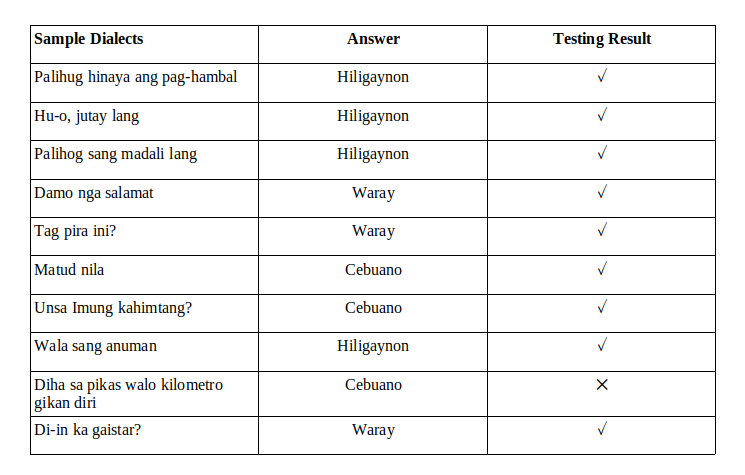 Sample Dialects Answer Testing Result
Palihug hinaya ang pag-hambal Hiligaynon √
Hu-o, jutay lang Hiligaynon √
Palihog sang madali lang Hiligaynon √
Damo nga salamat Waray √
Tag pira ini? Waray √
Matud nila Cebuano √
Unsa Imung kahimtang? Cebuano √
Wala sang anuman Hiligaynon √
Diha sa pikas walo kilometro Cebuano ×
gikan diri
Di-in ka gaistar? Waray √